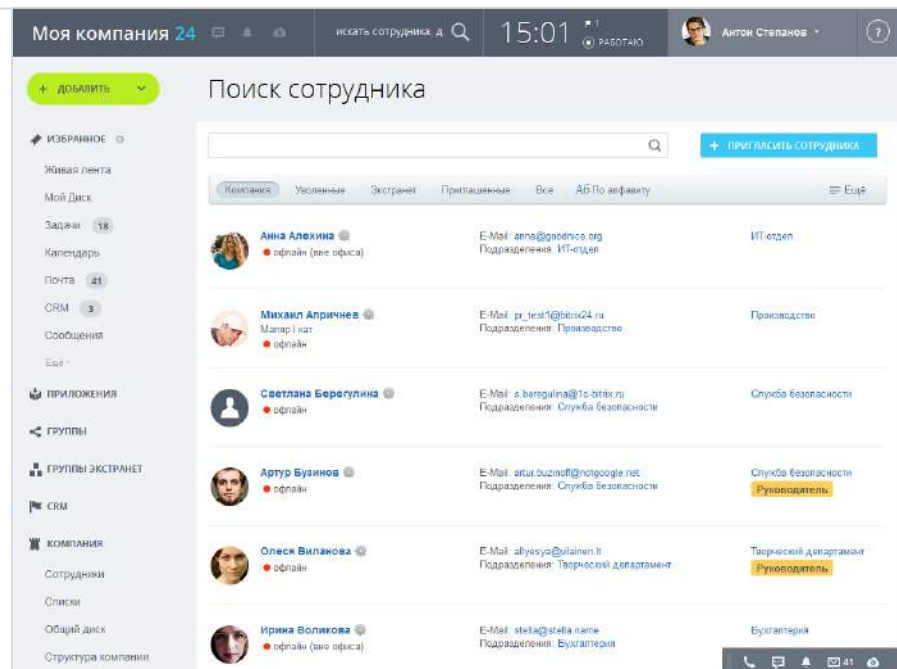 Моя компания 24
искать сотрудника, д
15:01
1
РАБОТАЮ
Антон Степанов
?
+ ДОБАВИТЬ
Поиск сотрудника
ИЗБРАННОЕ
+ ПРИГЛАСИТЬ СОТРУДНИКА
Живая лента
Мой Диск
Компания Уволенные Экстранет Приглашенные Все Аб По алфавиту Ещё
Задачи 18
Календарь
Почта 41
CRM 3
Сообщения
Ещё
ПРИЛОЖЕНИЯ
ГРУППЫ
ГРУППЫ ЭКСТРАНЕТ
CRM
КОМПАНИЯ
Сотрудники
Списки
Общий диск
Структура компании
Анна Алехина
офлайн (вне офиса)
E-Mail: anna@goodnice.org
Подразделения: ИТ-отдел
ИТ-отдел
Михаил Апричнев
Маляр I кат
офлайн
E-Mail: pr_test1@bitrix24.ru
Подразделения: Производство
Производство
Светлана Берегулина
офлайн
E-Mail: s.beregulina@1c-bitrix.ru
Подразделения: Служба безопасности
Служба безопасности
Артур Бузинов
офлайн
E-Mail: artur.buzinoff@notgoogle.net
Подразделения: Служба безопасности
Служба безопасности
Руководитель
Олеся Виланова
офлайн
E-Mail: allyesya@vilainen.lt
Подразделения: Творческий департамент
Творческий департамент
Руководитель
Ирина Воликова
офлайн (вне офиса)
E-Mail: stella@stella.name
Подразделения: Бухгалтерия
Бухгалтерия
41